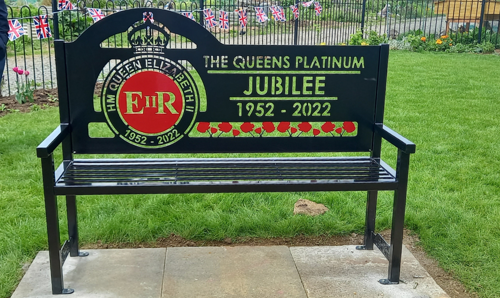 HM QUEEN ELIZABETH II
EIIR
1952 - 2022
THE QUEENS PLATINUM
JUBILEE
1952 - 2022